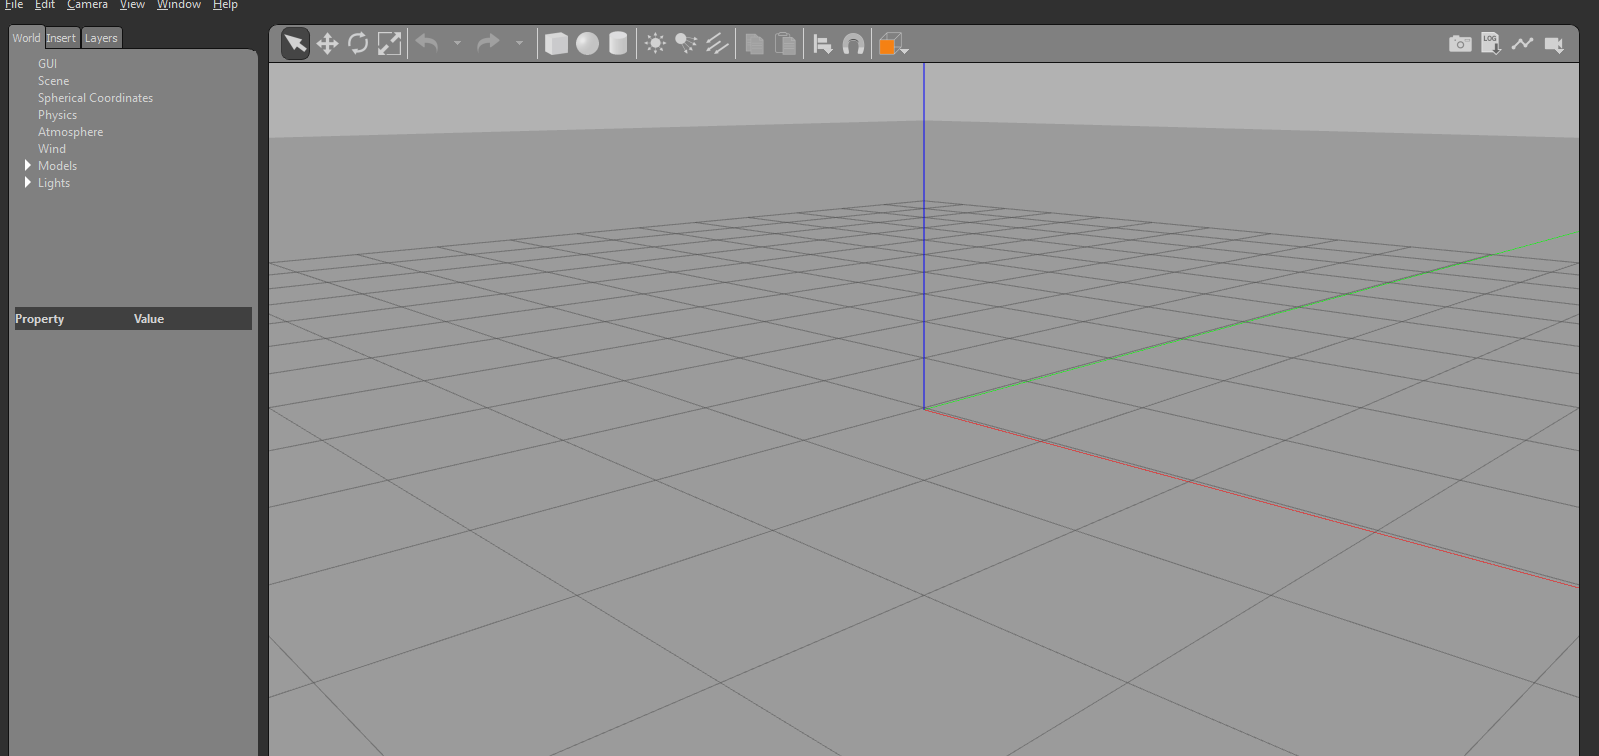 File Edit Camera View Window Help
World Insert Layers
LOG
GUI
Scene
Spherical Coordinates
Physics
Atmosphere
Wind
Models
Lights
Property Value